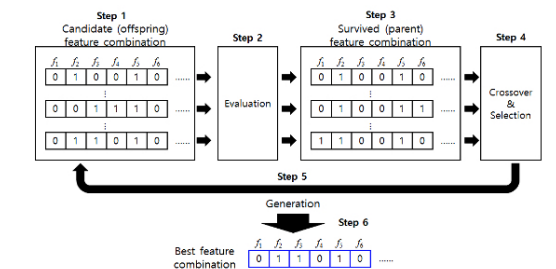 Step 1
Candidate (offspring)
feature combination
f1 f2 f3 f4 f5 f6
0 1 0 0 1 0 ......
⋮
0 0 1 1 1 0 ......
⋮
0 1 1 0 1 0 ......
Step 2
Evaluation
Step 3
Survived (parent)
feature combination
f1 f2 f3 f4 f5 f6
0 1 0 0 1 0 ......
⋮
0 1 0 0 1 1 ......
⋮
1 1 0 0 1 0 ......
Step 4
Crossover
&
Selection
Step 5
Generation
Step 6
Best feature
combination
f1 f2 f3 f4 f5 f6
0 1 1 0 1 0 ......